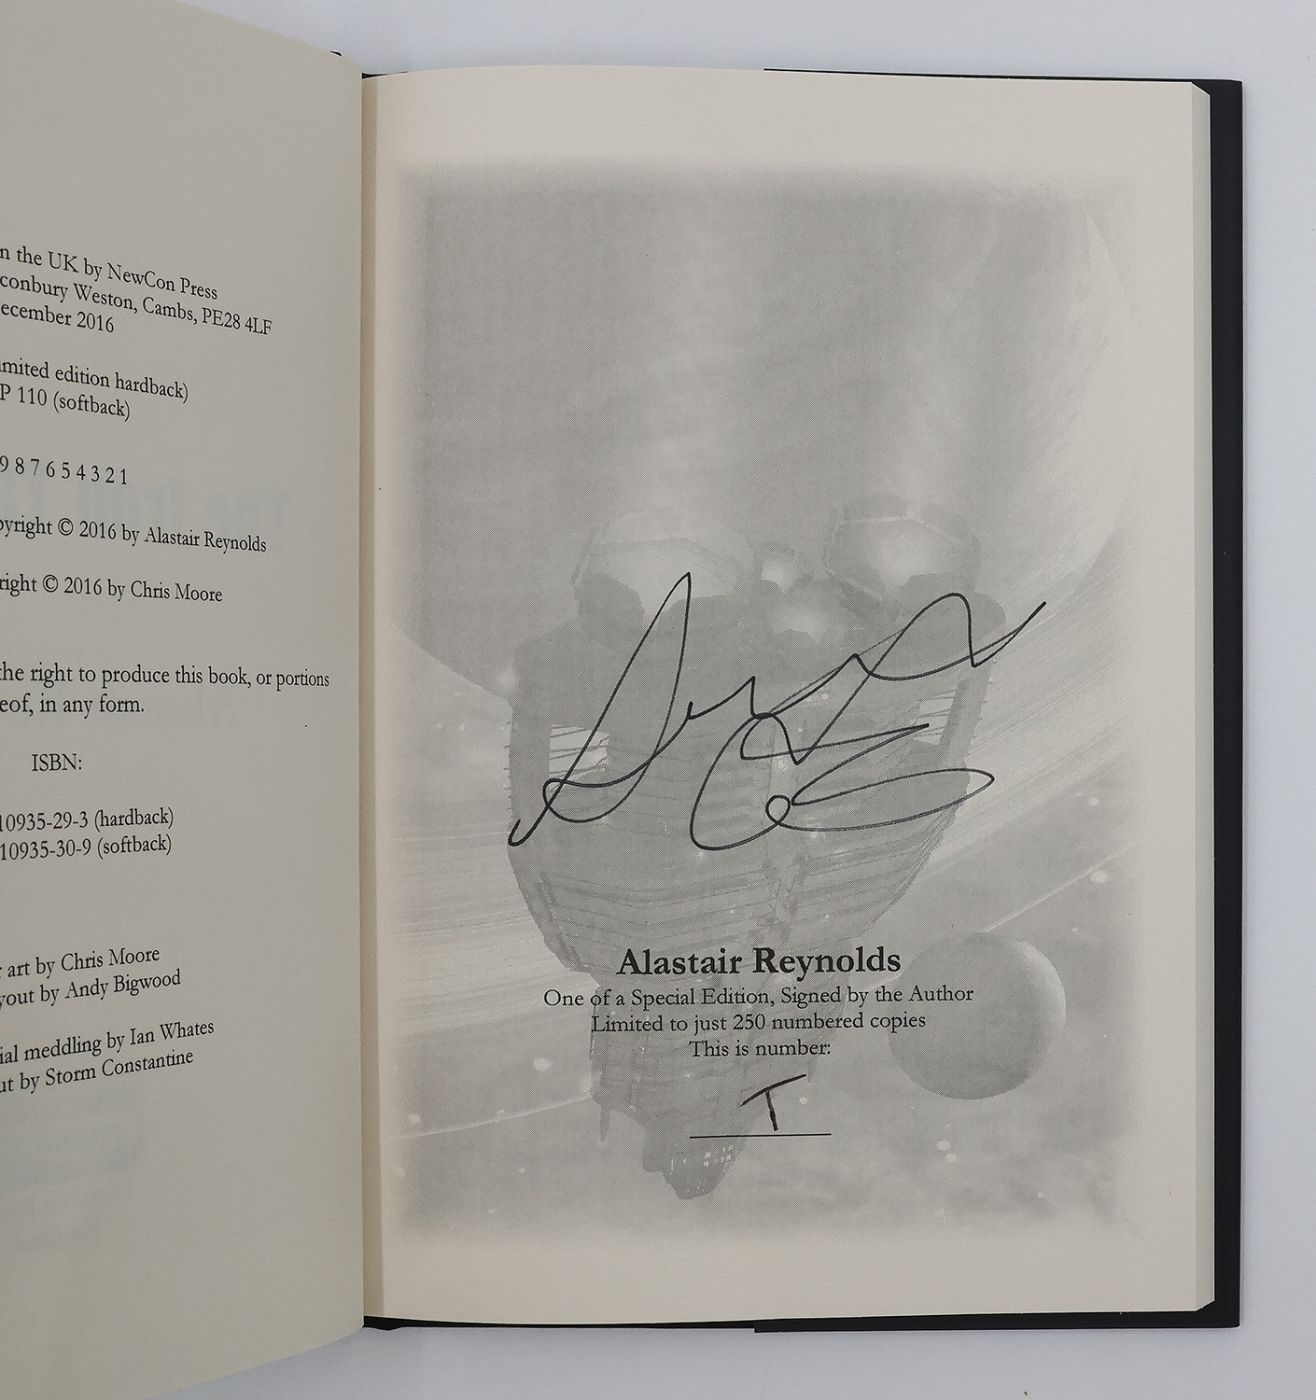 n the UK by NewCon Press
conbury Weston, Cambs, PE28 4LF
ecember 2016
imited edition hardback)
P 110 (softback)
9 8 7 6 5 4 3 2 1
pyright © 2016 by Alastair Reynolds
right © 2016 by Chris Moore
the right to produce this book, or portions
eof, in any form.
ISBN:
10935-29-3 (hardback)
10935-30-9 (softback)
r art by Chris Moore
yout by Andy Bigwood
ial meddling by Ian Whates
ut by Storm Constantine
Alastair Reynolds
One of a Special Edition, Signed by the Author
Limited to just 250 numbered copies
This is number:
T